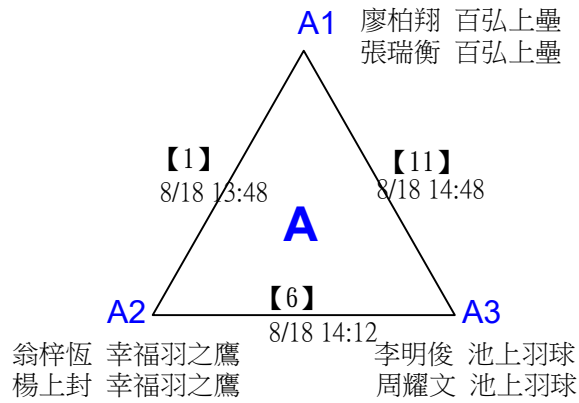 A1 廖柏翔 百弘上壘
張瑞衡 百弘上壘
【1】
8/18 13:48
【11】
8/18 14:48
A
A2
【6】
8/18 14:12
A3
翁梓恆 幸福羽之鷹
楊上封 幸福羽之鷹
李明俊 池上羽球
周耀文 池上羽球